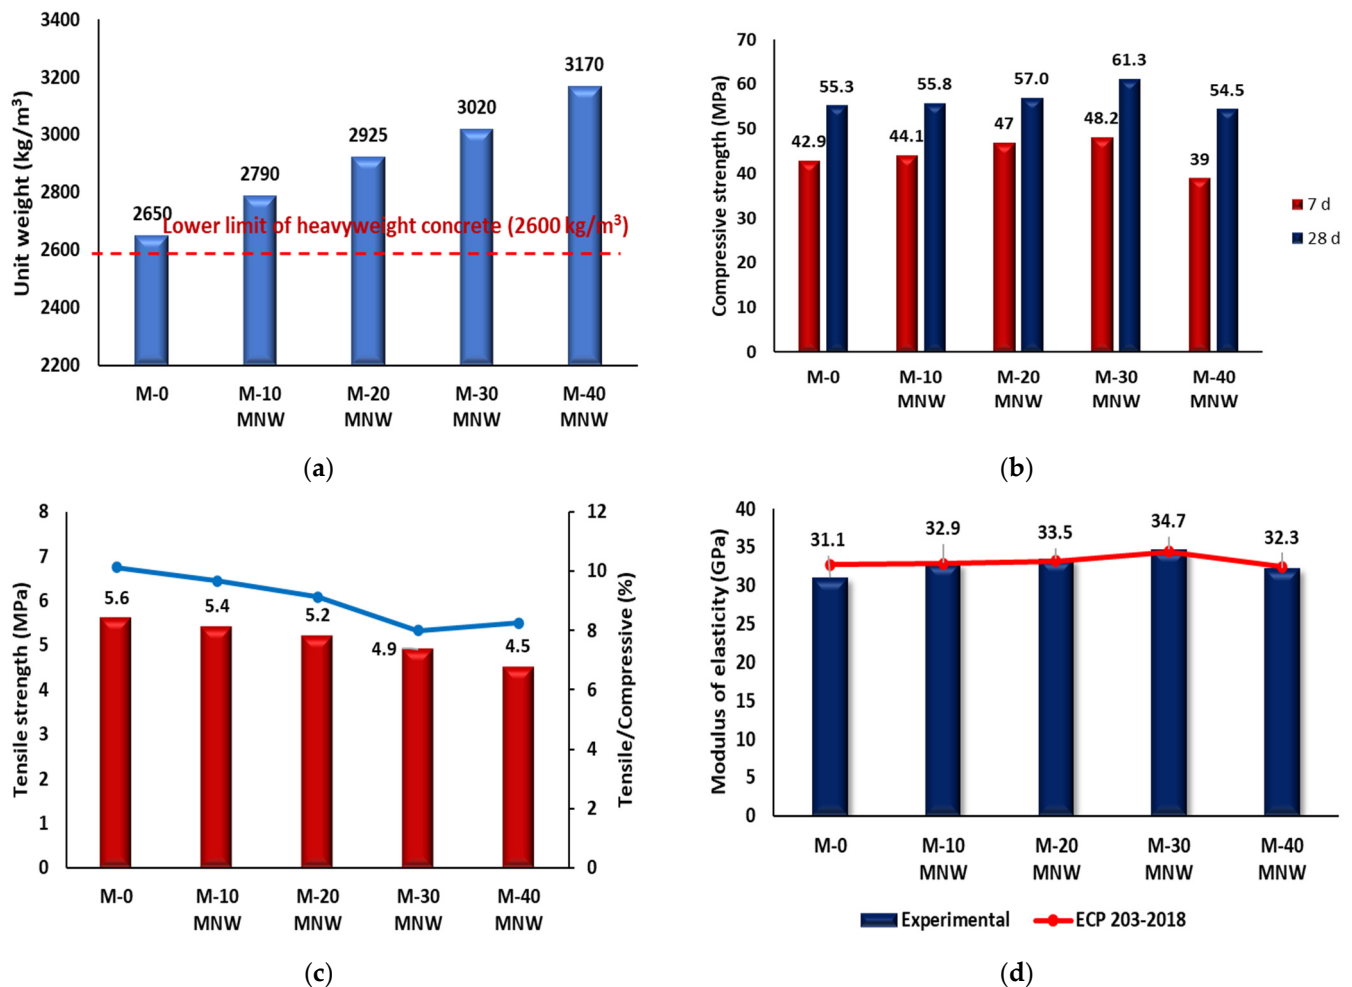 Unit weight (kg/m³)
3400
3200
3000
2800
2600
2400
2200
2650
2790
2925
3020
3170
Lower limit of heavyweight concrete (2600 kg/m³)
M-0
M-10 MNW
M-20 MNW
M-30 MNW
M-40 MNW
(a)
Compressive strength (MPa)
70
60
50
40
30
20
10
0
42.9
55.3
44.1
55.8
47
57.0
48.2
61.3
39
54.5
7 d
28 d
M-0
M-10 MNW
M-20 MNW
M-30 MNW
M-40 MNW
(b)
Tensile strength (MPa)
8
7
6
5
4
3
2
1
0
5.6
5.4
5.2
4.9
4.5
12
10
8
6
4
2
0
Tensile/Compressive (%)
M-0
M-10 MNW
M-20 MNW
M-30 MNW
M-40 MNW
(c)
Modulus of elasticity (GPa)
40
35
30
25
20
15
10
5
0
31.1
32.9
33.5
34.7
32.3
M-0
M-10 MNW
M-20 MNW
M-30 MNW
M-40 MNW
Experimental
ECP 203-2018
(d)